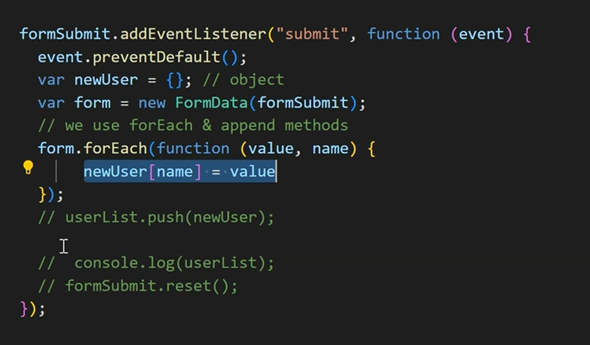 formSubmit.addEventListener("submit", function (event) {
event.preventDefault();
var newUser = {}; // object
var form = new FormData(formSubmit);
// we use forEach & append methods
form.forEach(function (value, name) {
newUser[name] = value
});
// userList.push(newUser);
//  console.log(userList);
// formSubmit.reset();
});